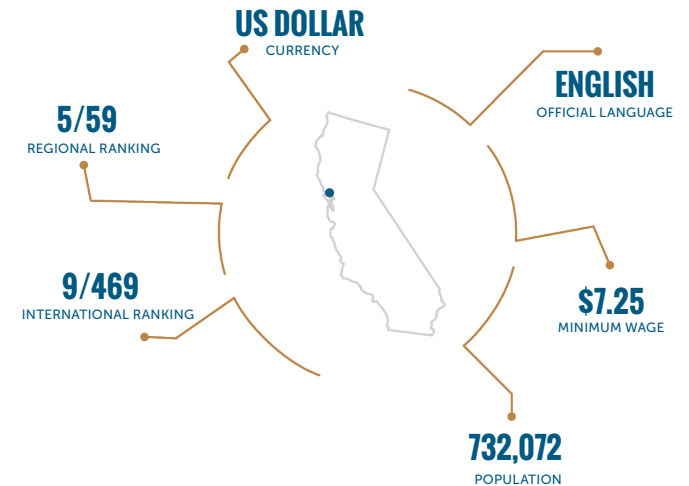 US DOLLAR
CURRENCY
ENGLISH
OFFICIAL LANGUAGE
5/59
REGIONAL RANKING
9/469
INTERNATIONAL RANKING
$7.25
MINIMUM WAGE
732,072
POPULATION